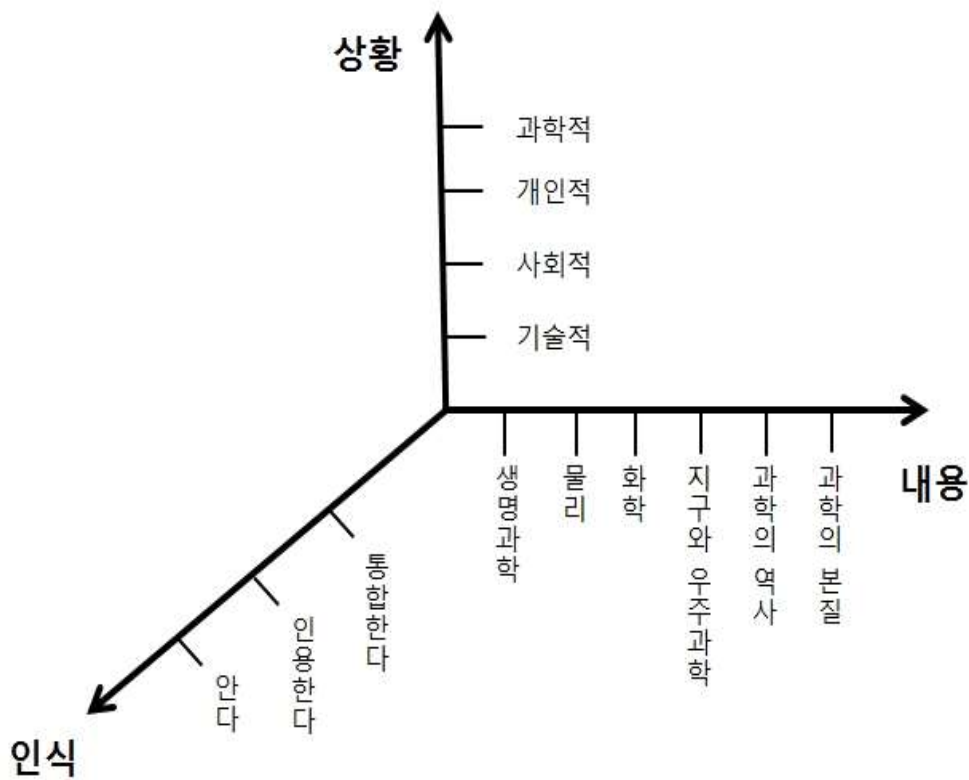 상황
과학적
개인적
사회적
기술적
내용
생명과학
물리
화학
지구와 우주과학
과학의 역사
과학의 본질
통합한다
인용한다
안다
인식